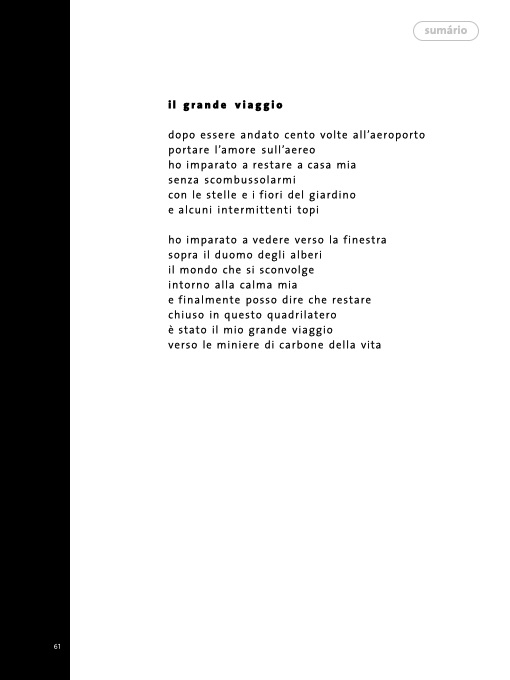 sumário
il grande viaggio
dopo essere andato cento volte all’aeroporto
portare l’amore sull’aereo
ho imparato a restare a casa mia
senza scombussolarmi
con le stelle e i fiori del giardino
e alcuni intermittenti topi
ho imparato a vedere verso la finestra
sopra il duomo degli alberi
il mondo che si sconvolge
intorno alla calma mia
e finalmente posso dire che restare
chiuso in questo quadrilatero
è stato il mio grande viaggio
verso le miniere di carbone della vita
61